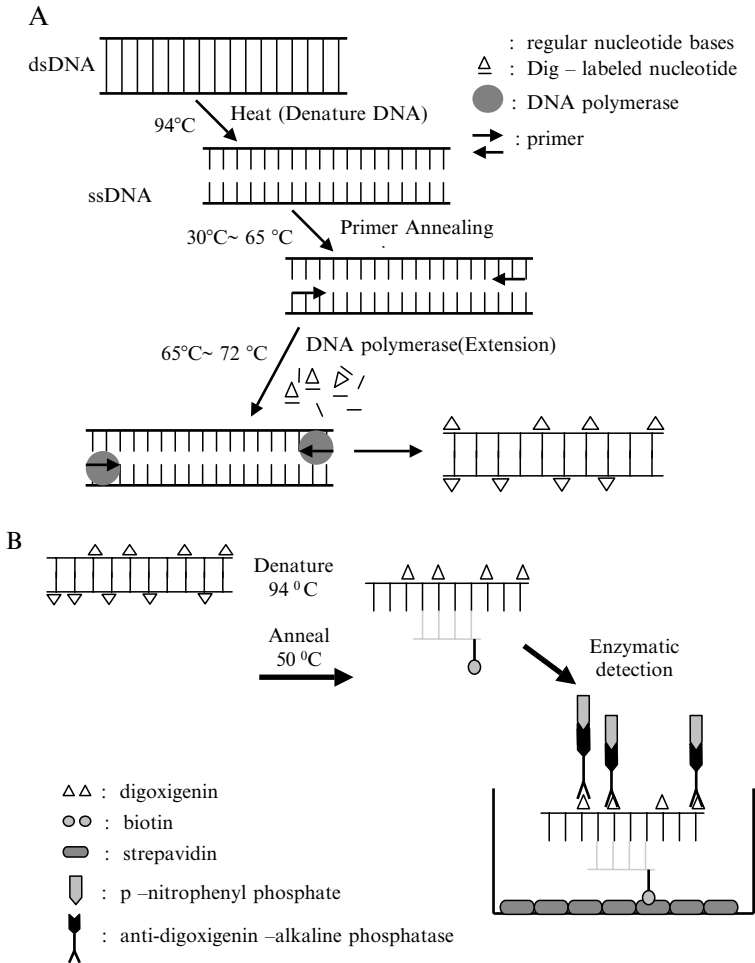 A
dsDNA
: regular nucleotide bases
: Dig – labeled nucleotide
: DNA polymerase
: primer
94°C
Heat (Denature DNA)
ssDNA
30°C~ 65 °C
Primer Annealing
65°C~ 72 °C
DNA polymerase(Extension)
B
Denature
94 ⁰C
Anneal
50 ⁰C
Enzymatic
detection
: digoxigenin
: biotin
: strepavidin
: p –nitrophenyl phosphate
: anti-digoxigenin –alkaline phosphatase